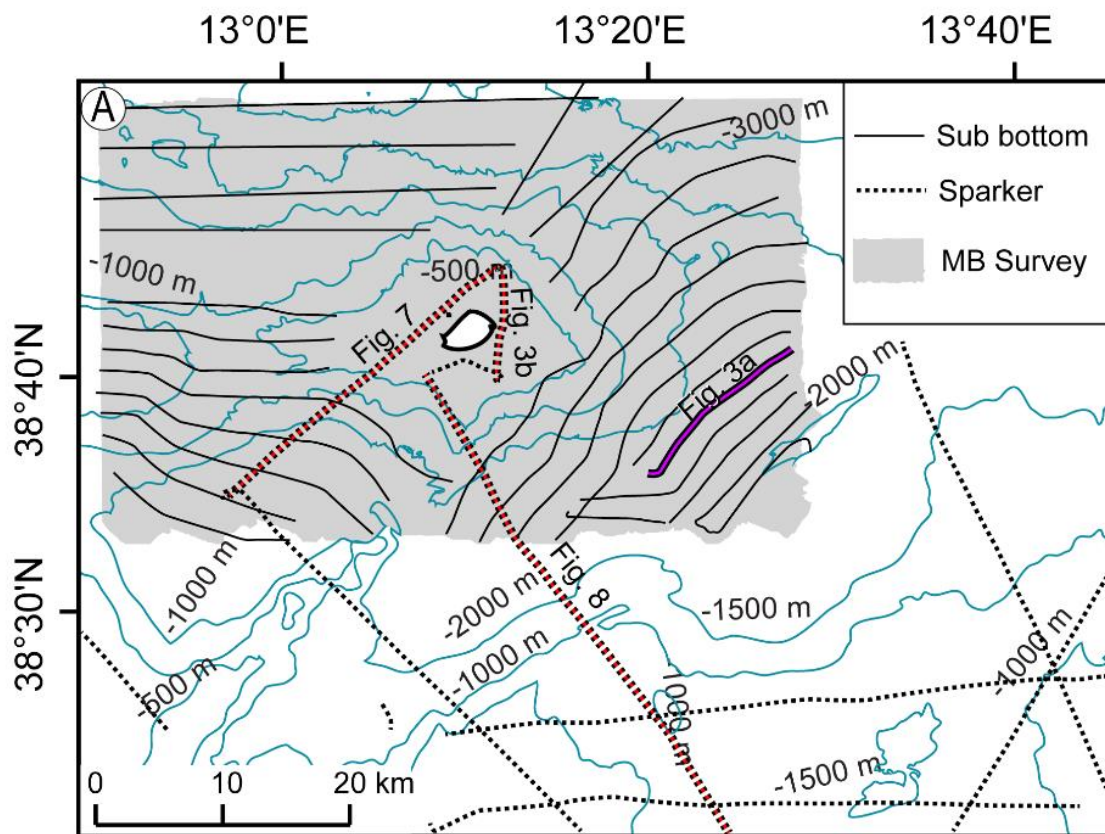 13°0'E
13°20'E
13°40'E
A
-3000 m
Sub bottom
Sparker
MB Survey
-1000 m
-500 m
Fig. 7
Fig. 3b
38°40'N
Fig. 3a
-2000 m
-1000 m
Fig. 8
-2000 m
-1500 m
38°30'N
-1000 m
-500 m
-1000 m
-1000 m
-1500 m
0
10
20 km